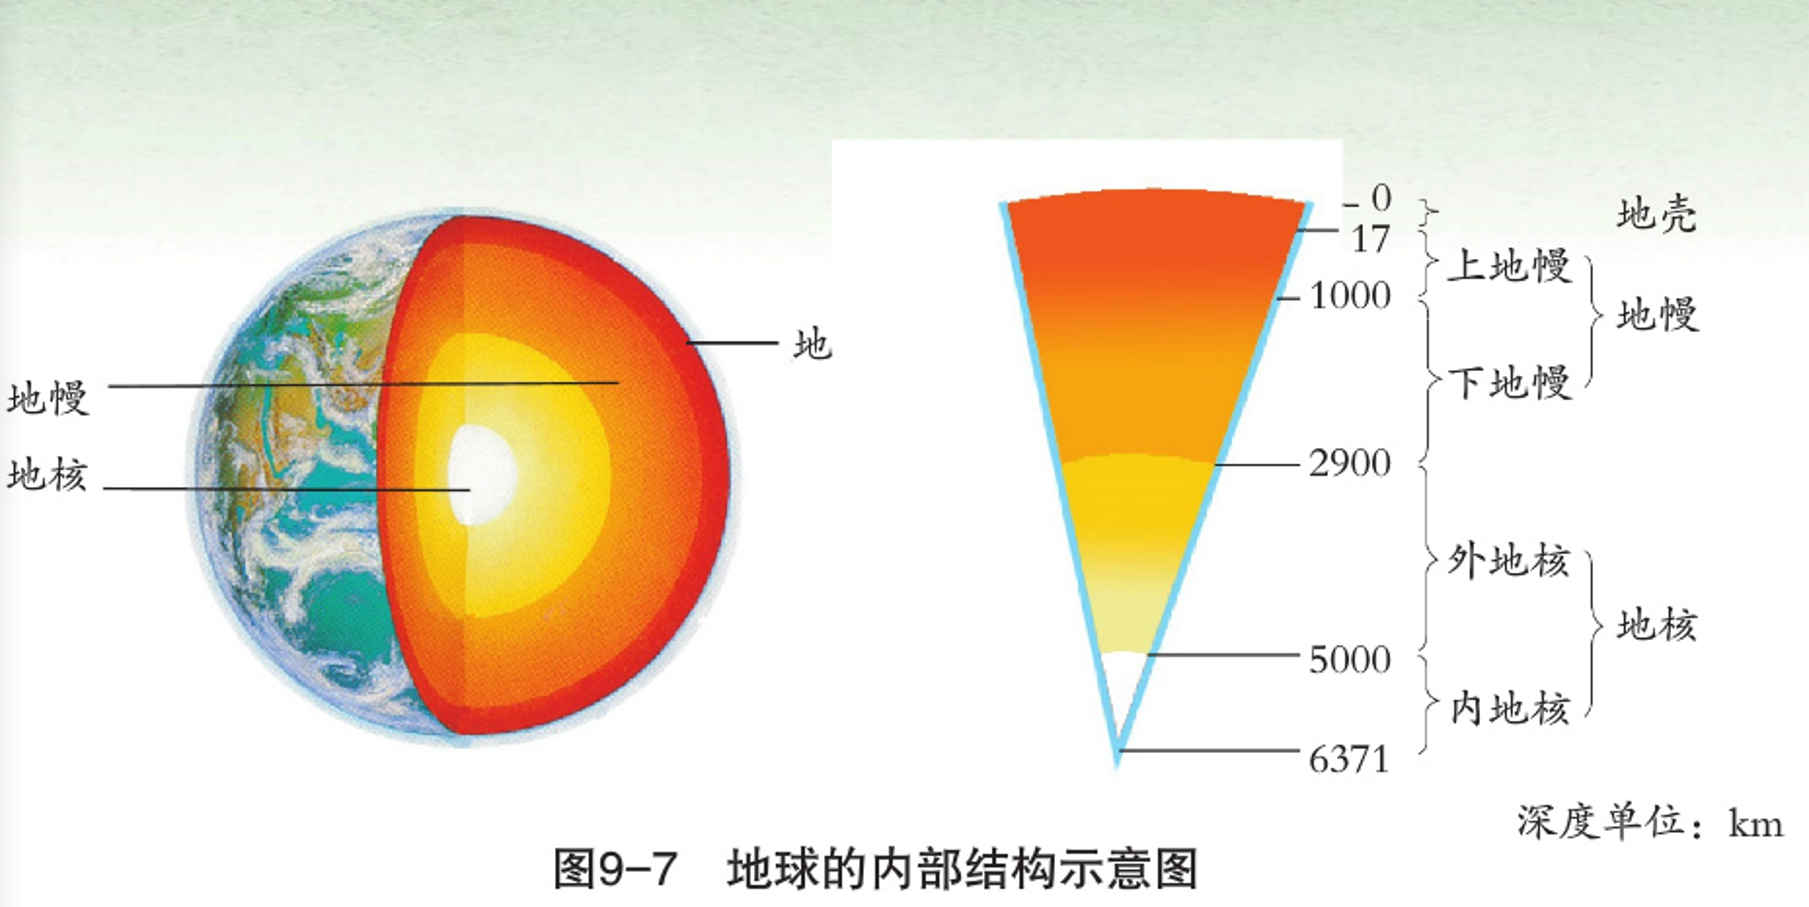 地
地幔
地核
0
17
1000
2900
5000
6371
地壳
上地幔
地幔
下地幔
外地核
地核
内地核
深度单位：km
图9-7 地球的内部结构示意图